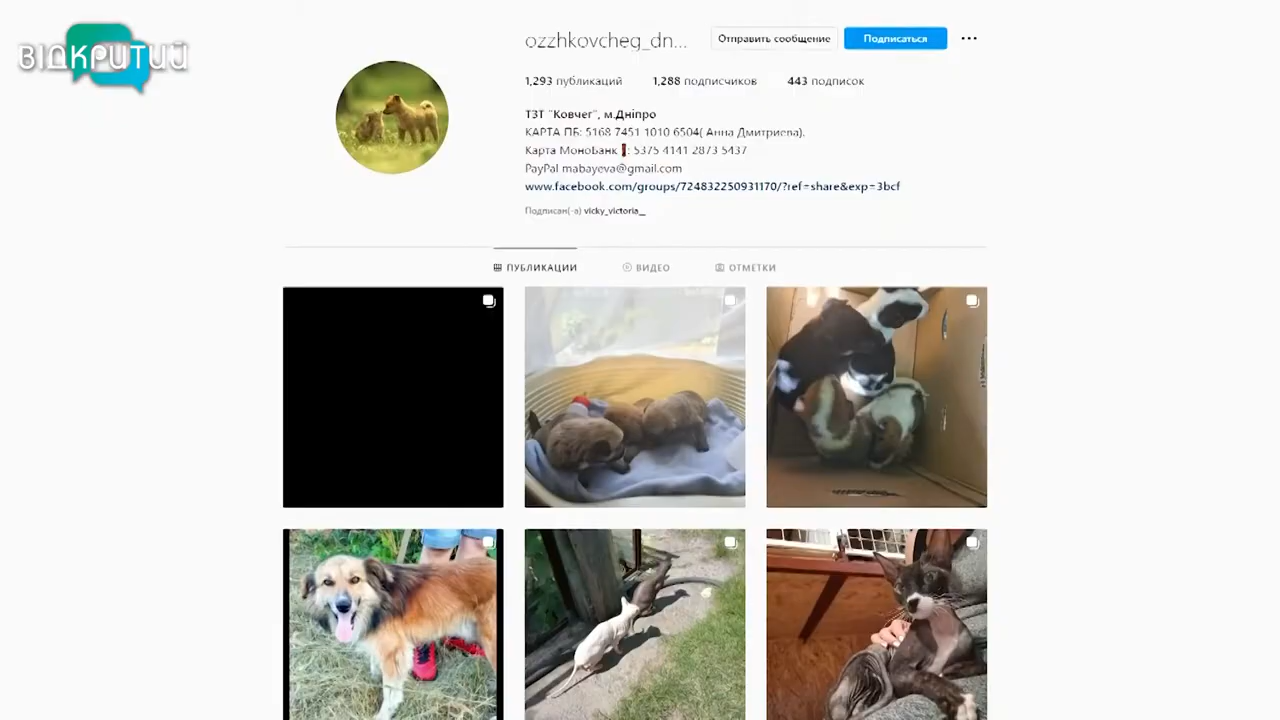 ВІДКРИТИЙ
ozzhkovcheg_dn...
Отправить сообщение
Подписаться
1,293 публикаций
1,288 подписчиков
443 подписок
ТЗТ "Ковчег", м.Дніпро
КАРТА ПБ: 5168 7451 1010 6504( Анна Дмитриева).
Карта МоноБанк : 5375 4141 2873 5437
PayPal mabayeva@gmail.com
www.facebook.com/groups/724832250931170/?ref=share&exp=3bcf
Подписан(-а) vicky_victoria__
ПУБЛИКАЦИИ
ВИДЕО
ОТМЕТКИ